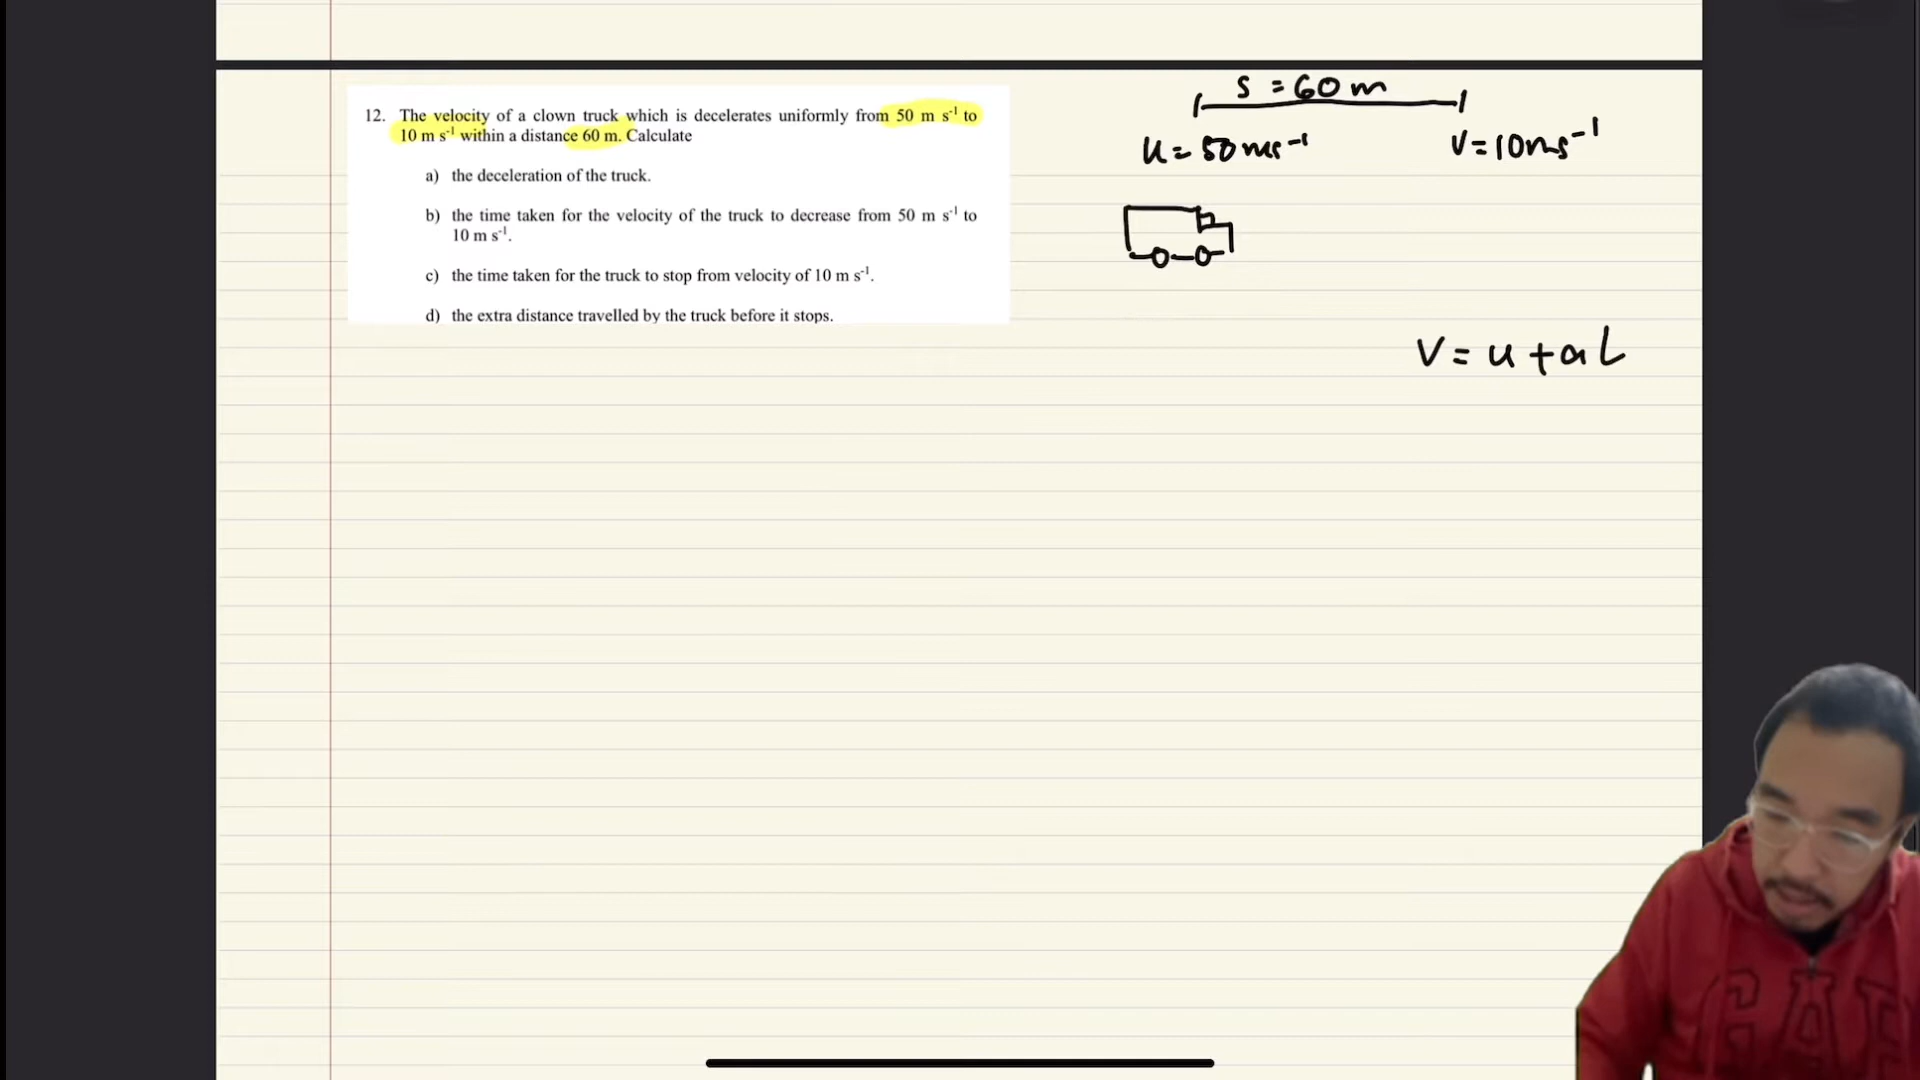 s = 60 m
12. The velocity of a clown truck which is decelerates uniformly from 50 m s⁻¹ to
10 m s⁻¹ within a distance 60 m. Calculate
u = 50 ms⁻¹
v = 10 ms⁻¹
a) the deceleration of the truck.
b) the time taken for the velocity of the truck to decrease from 50 m s⁻¹ to
10 m s⁻¹.
c) the time taken for the truck to stop from velocity of 10 m s⁻¹.
d) the extra distance travelled by the truck before it stops.
V = u + a